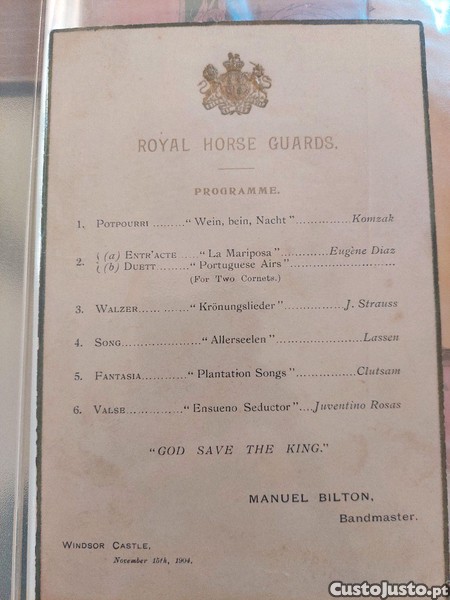 ROYAL HORSE GUARDS.
PROGRAMME.
1. POTPOURRI ......... "Wein, bein, Nacht" ............... Komzak
2. { (a) ENTR'ACTE ..... "La Mariposa" ............ Eugène Diaz
{ (b) DUETT ......... "Portuguese Airs" ........................
(For Two Cornets.)
3. WALZER ............ "Krönungslieder" ............... J. Strauss
4. SONG ............... "Allerseelen" ..................... Lassen
5. FANTASIA ............ "Plantation Songs" ............ Clutsam
6. VALSE ............ "Ensueno Seductor" .... Juventino Rosas
"GOD SAVE THE KING."
MANUEL BILTON,
Bandmaster.
WINDSOR CASTLE,
November 15th, 1904.
CustoJusto.pt